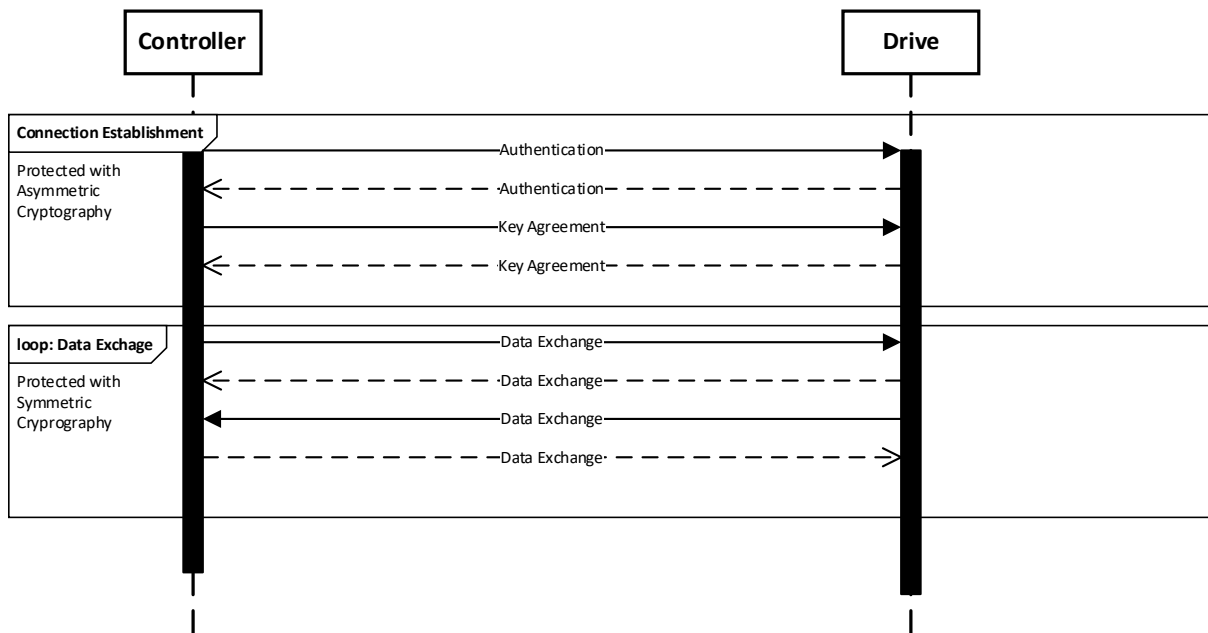 Controller
Drive
Connection Establishment
Protected with
Asymmetric
Cryptography
Authentication
Authentication
Key Agreement
Key Agreement
loop: Data Exchage
Protected with
Symmetric
Cryprography
Data Exchange
Data Exchange
Data Exchange
Data Exchange